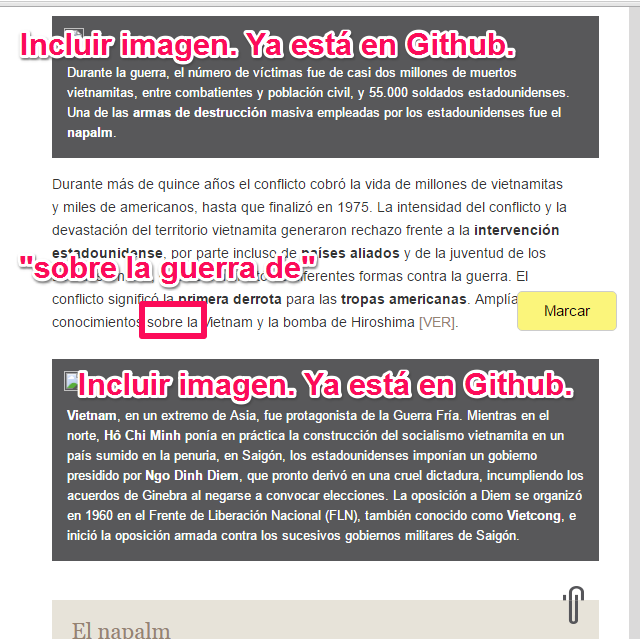 Incluir imagen. Ya está en Github.
Durante la guerra, el número de víctimas fue de casi dos millones de muertos
vietnamitas, entre combatientes y población civil, y 55.000 soldados estadounidenses.
Una de las armas de destrucción masiva empleadas por los estadounidenses fue el
napalm.
Durante más de quince años el conflicto cobró la vida de millones de vietnamitas
y miles de americanos, hasta que finalizó en 1975. La intensidad del conflicto y la
devastación del territorio vietnamita generaron rechazo frente a la intervención
estadounidense, por parte incluso de países aliados y de la juventud de los
"sobre la guerra de"
diferentes formas contra la guerra. El
conflicto significó la primera derrota para las tropas americanas. Amplía
conocimientos sobre la Vietnam y la bomba de Hiroshima [VER].
Marcar
Incluir imagen. Ya está en Github.
Vietnam, en un extremo de Asia, fue protagonista de la Guerra Fría. Mientras en el
norte, Hô Chi Minh ponía en práctica la construcción del socialismo vietnamita en un
país sumido en la penuria, en Saigón, los estadounidenses imponían un gobierno
presidido por Ngo Dinh Diem, que pronto derivó en una cruel dictadura, incumpliendo los
acuerdos de Ginebra al negarse a convocar elecciones. La oposición a Diem se organizó
en 1960 en el Frente de Liberación Nacional (FLN), también conocido como Vietcong, e
inició la oposición armada contra los sucesivos gobiernos militares de Saigón.
El napalm